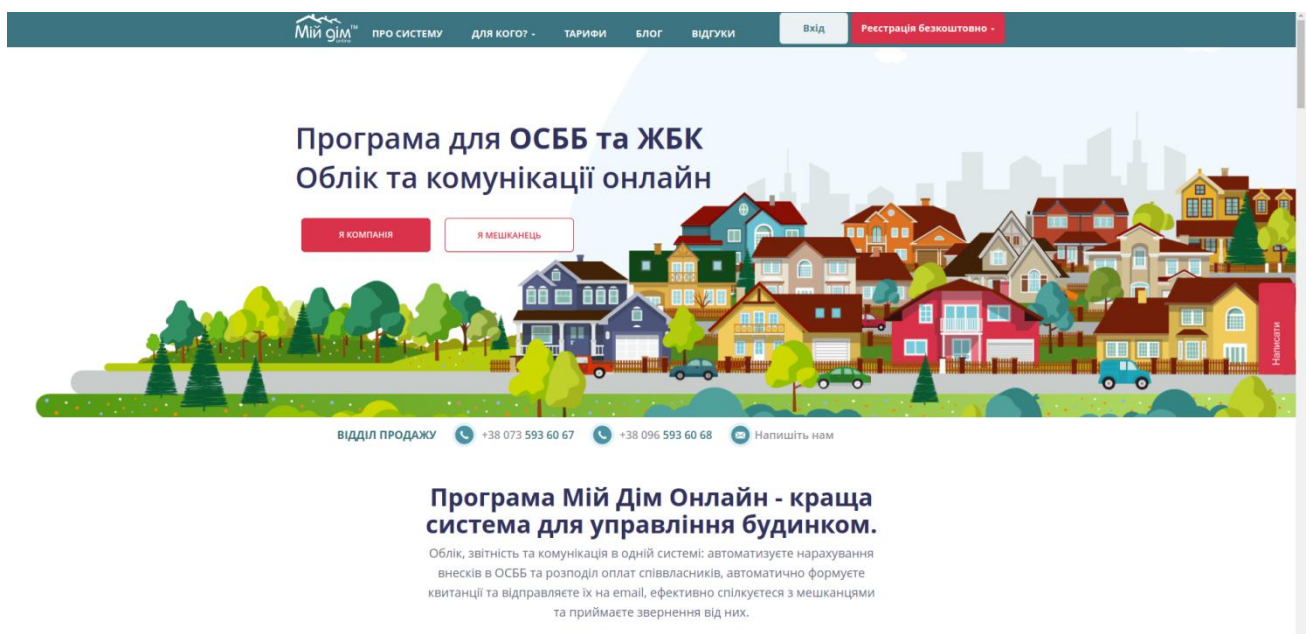 Мій дім™
online
ПРО СИСТЕМУ ДЛЯ КОГО? ТАРИФИ БЛОГ ВІДГУКИ Вхід Реєстрація безкоштовно
Програма для ОСББ та ЖБК
Облік та комунікації онлайн
Я КОМПАНІЯ Я МЕШКАНЕЦЬ
Написати
ВІДДІЛ ПРОДАЖУ +38 073 593 60 67 +38 096 593 60 68 Напишіть нам
Програма Мій Дім Онлайн - краща
система для управління будинком.
Облік, звітність та комунікація в одній системі: автоматизуєте нарахування
внесків в ОСББ та розподіл оплат співвласників, автоматично формуєте
квитанції та відправляєте їх на email, ефективно спілкуєтеся з мешканцями
та приймаєте звернення від них.